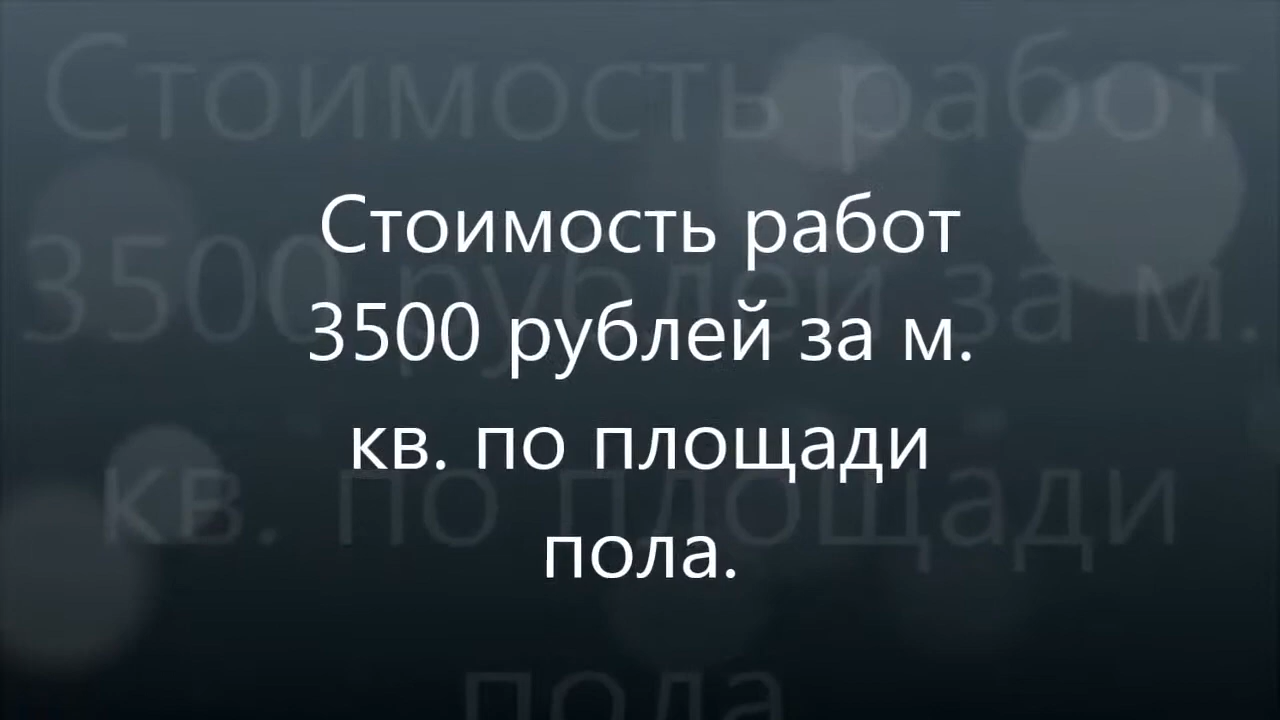 Стоимость работ
3500 рублей за м.
кв. по площади
пола.